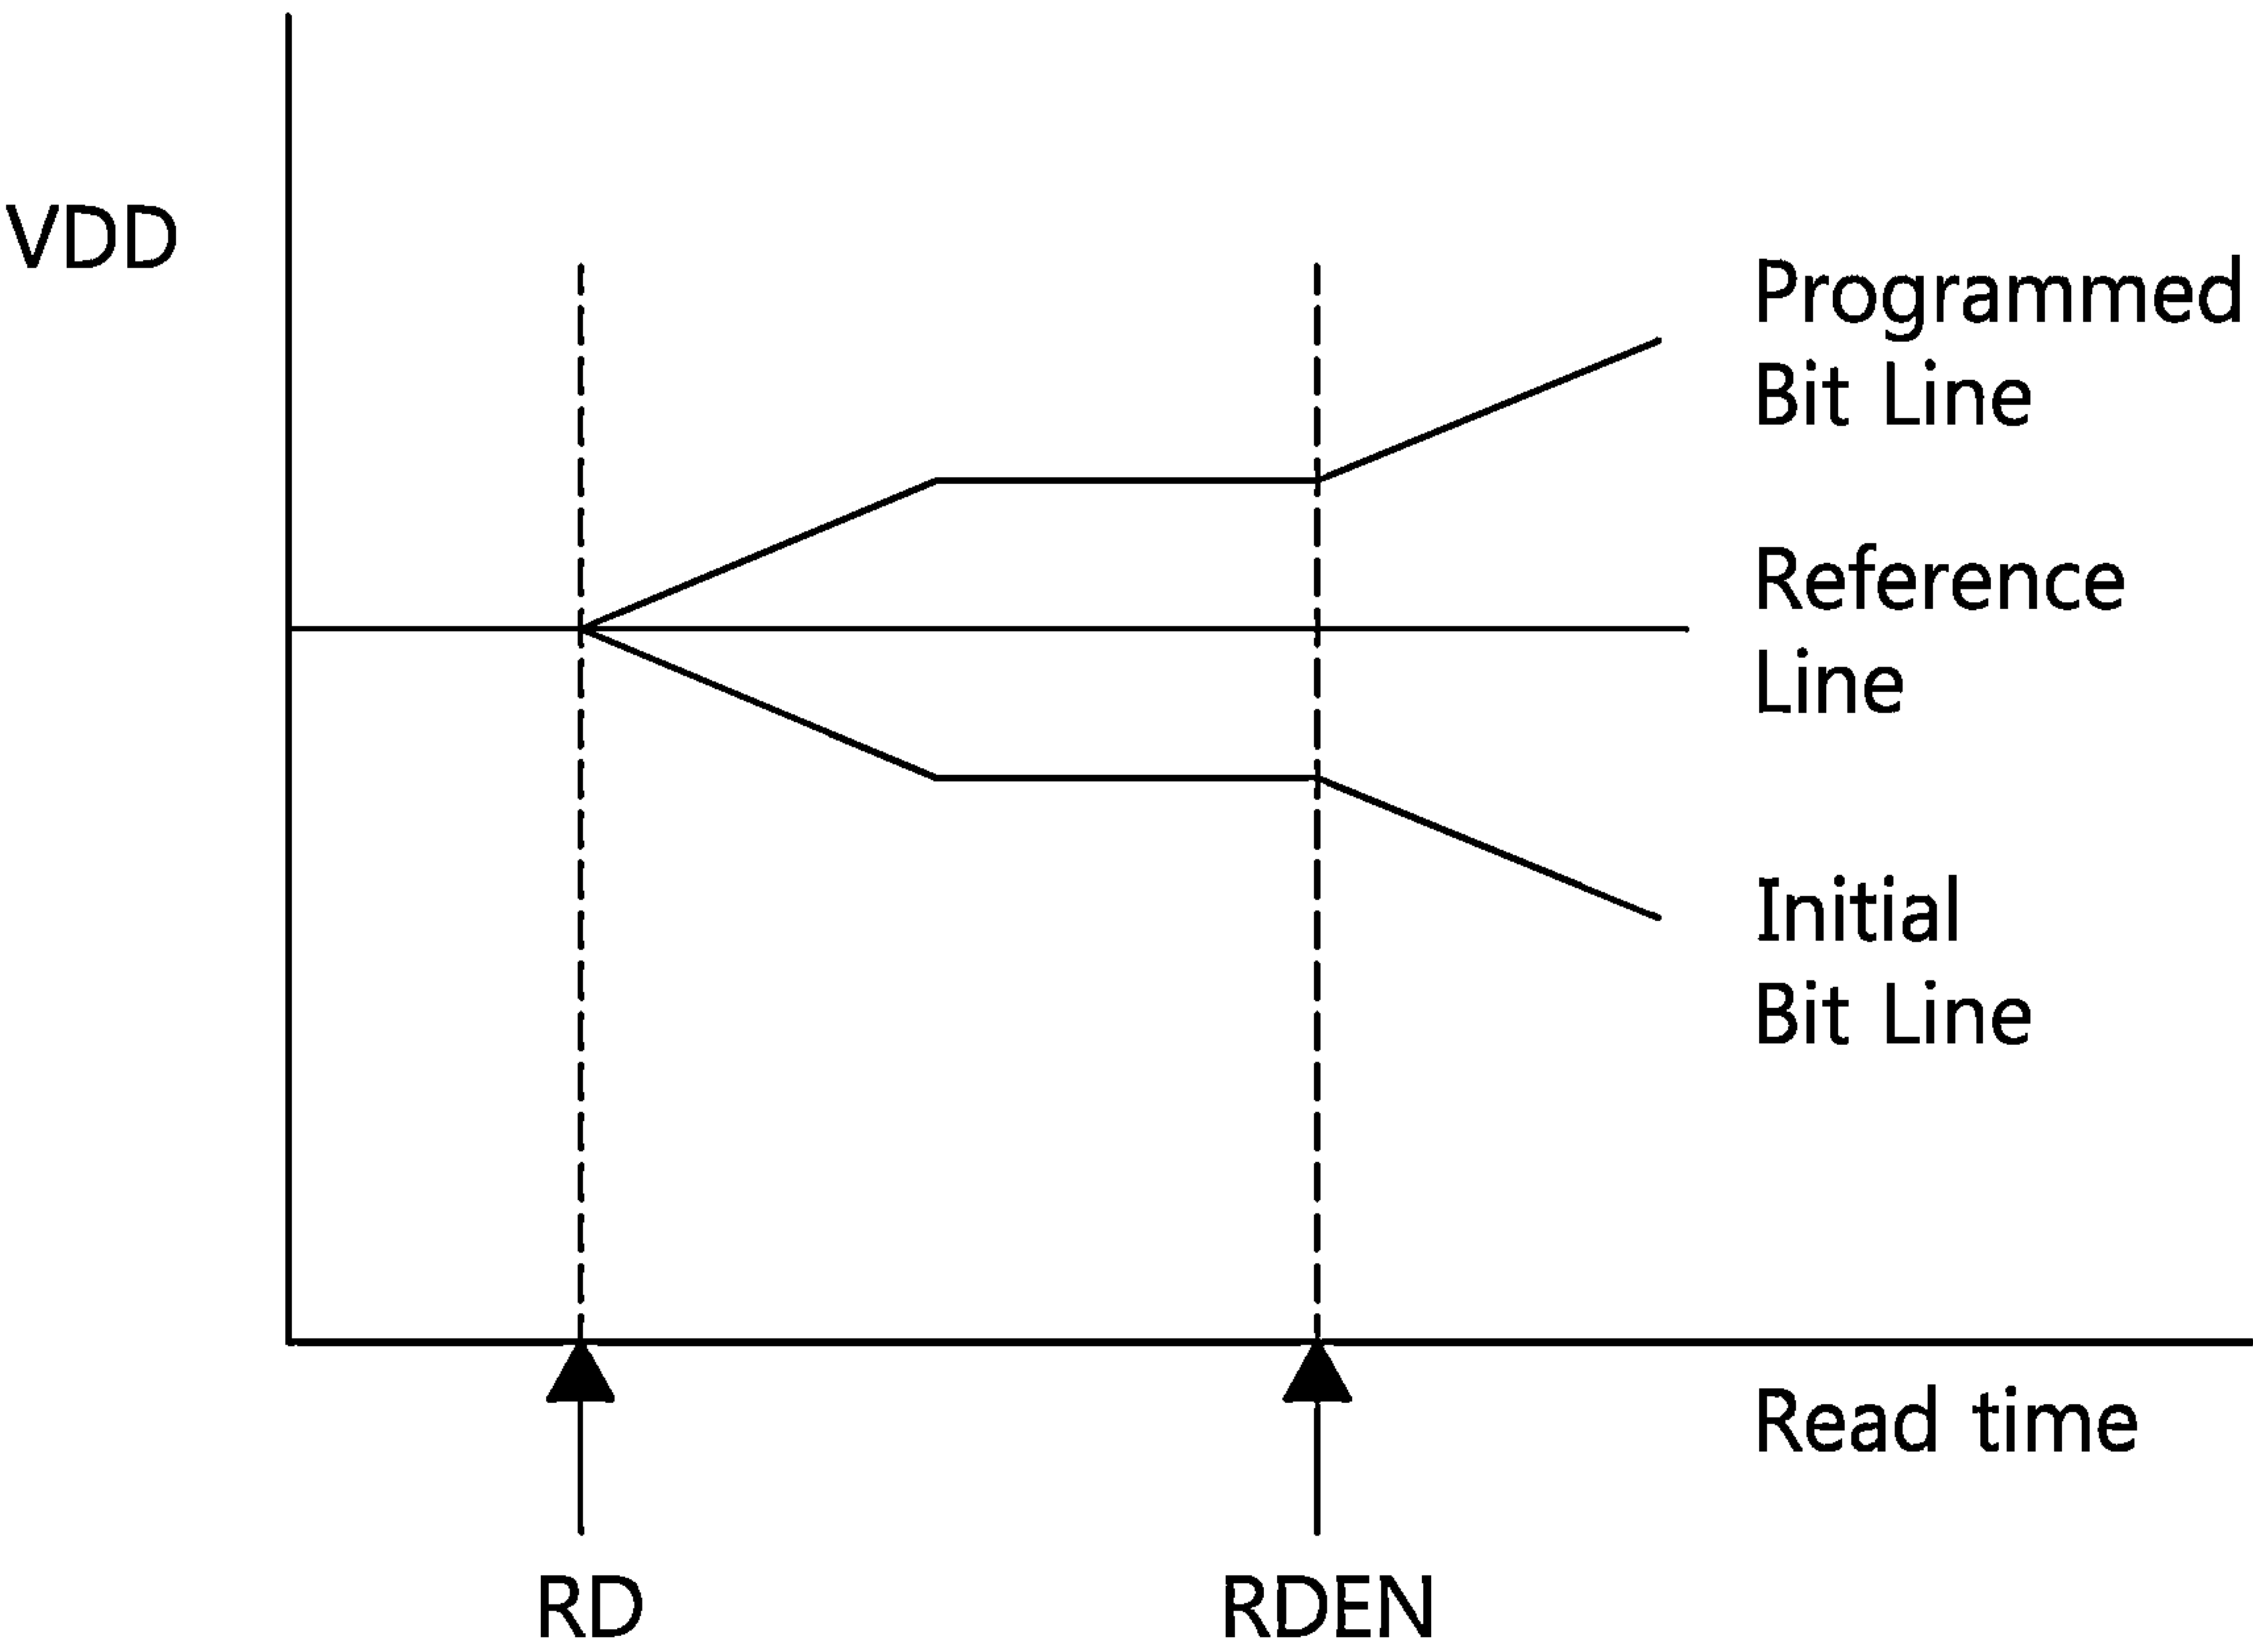 VDD
Programmed
Bit Line
Reference
Line
Initial
Bit Line
Read time
RD
RDEN